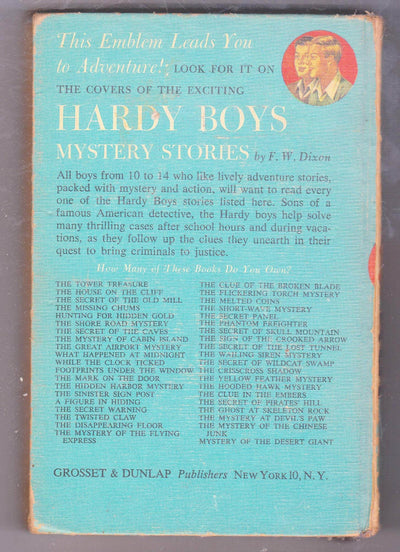 This Emblem Leads You
to Adventure!; LOOK FOR IT ON
THE COVERS OF THE EXCITING
HARDY BOYS
MYSTERY STORIES by F. W. Dixon
All boys from 10 to 14 who like lively adventure stories,
packed with mystery and action, will want to read every
one of the Hardy Boys stories listed here. Sons of a
famous American detective, the Hardy boys help solve
many thrilling cases after school hours and during vaca-
tions, as they follow up the clues they unearth in their
quest to bring criminals to justice.
How Many of These Books Do You Own?
THE TOWER TREASURE
THE HOUSE ON THE CLIFF
THE SECRET OF THE OLD MILL
THE MISSING CHUMS
HUNTING FOR HIDDEN GOLD
THE SHORE ROAD MYSTERY
THE SECRET OF THE CAVES
THE MYSTERY OF CABIN ISLAND
THE GREAT AIRPORT MYSTERY
WHAT HAPPENED AT MIDNIGHT
WHILE THE CLOCK TICKED
FOOTPRINTS UNDER THE WINDOW
THE MARK ON THE DOOR
THE HIDDEN HARBOR MYSTERY
THE SINISTER SIGN POST
A FIGURE IN HIDING
THE SECRET WARNING
THE TWISTED CLAW
THE DISAPPEARING FLOOR
THE MYSTERY OF THE FLYING
EXPRESS
THE CLUE OF THE BROKEN BLADE
THE FLICKERING TORCH MYSTERY
THE MELTED COINS
THE SHORT-WAVE MYSTERY
THE SECRET PANEL
THE PHANTOM FREIGHTER
THE SECRET OF SKULL MOUNTAIN
THE SIGN OF THE CROOKED ARROW
THE SECRET OF THE LOST TUNNEL
THE WAILING SIREN MYSTERY
THE SECRET OF WILDCAT SWAMP
THE CRISSCROSS SHADOW
THE YELLOW FEATHER MYSTERY
THE HOODED HAWK MYSTERY
THE CLUE IN THE EMBERS
THE SECRET OF PIRATES' HILL
THE GHOST AT SKELETON ROCK
THE MYSTERY AT DEVIL'S PAW
THE MYSTERY OF THE CHINESE
JUNK
MYSTERY OF THE DESERT GIANT
GROSSET & DUNLAP Publishers NEW YORK 10, N. Y.